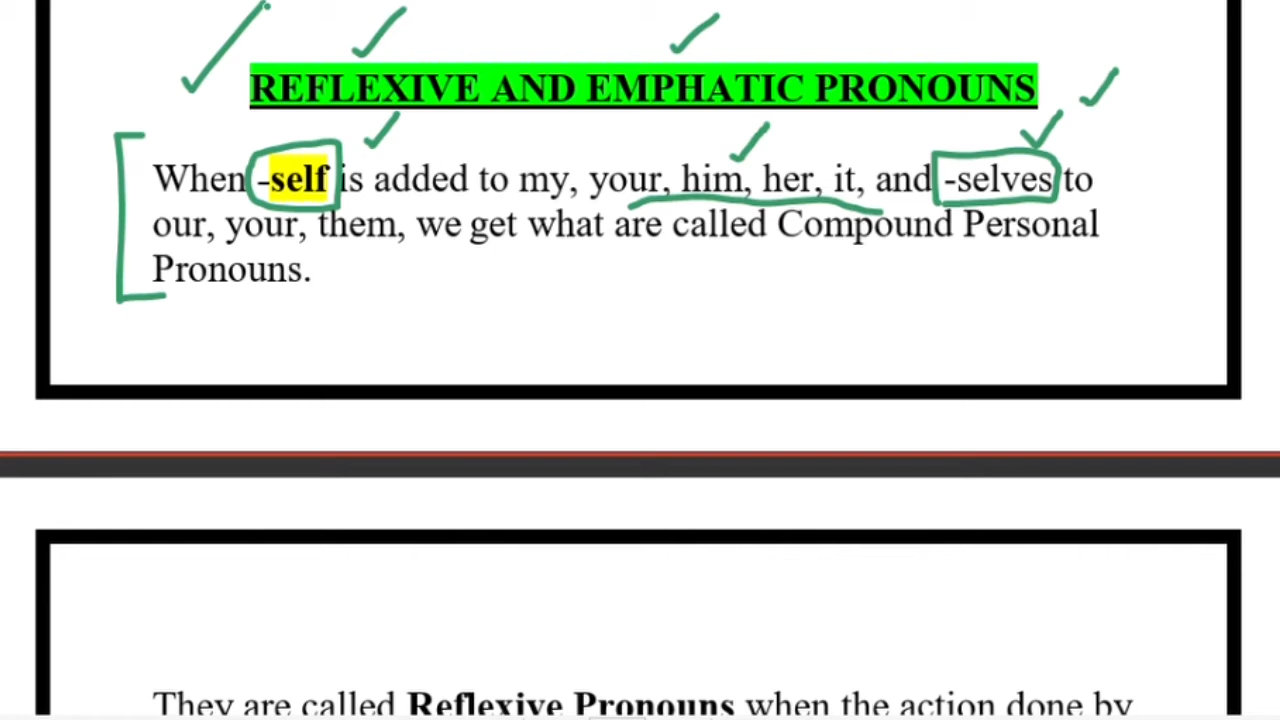 REFLEXIVE AND EMPHATIC PRONOUNS
When -self is added to my, your, him, her, it, and -selves to
our, your, them, we get what are called Compound Personal
Pronouns.
They are called Reflexive Pronouns when the action done by